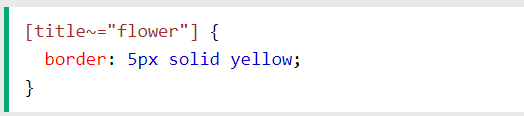 [title~="flower"] {
  border: 5px solid yellow;
}